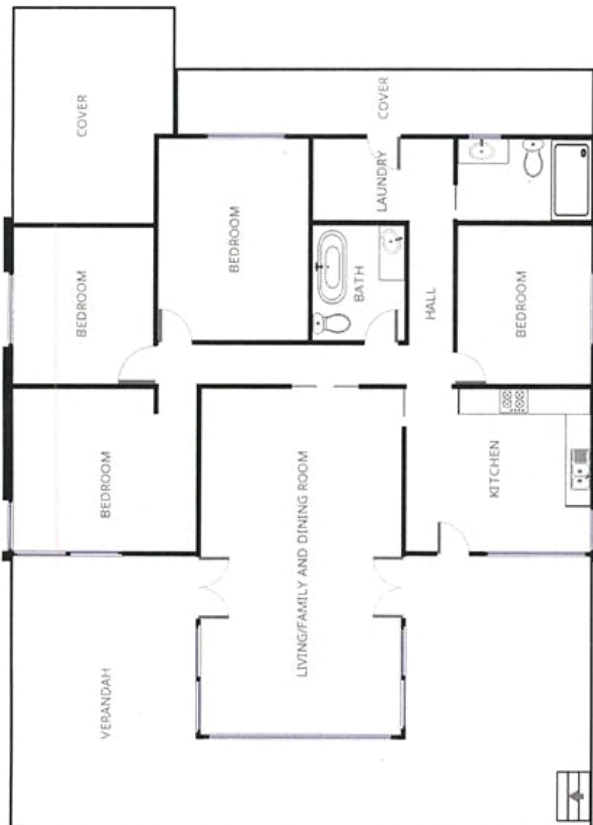 COVER
COVER
LAUNDRY
BEDROOM
BEDROOM
BATH
HALL
BEDROOM
BEDROOM
LIVING/FAMILY AND DINING ROOM
KITCHEN
VERANDAH